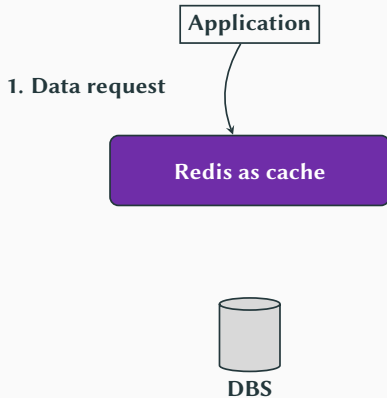 Application
1. Data request
Redis as cache
DBS